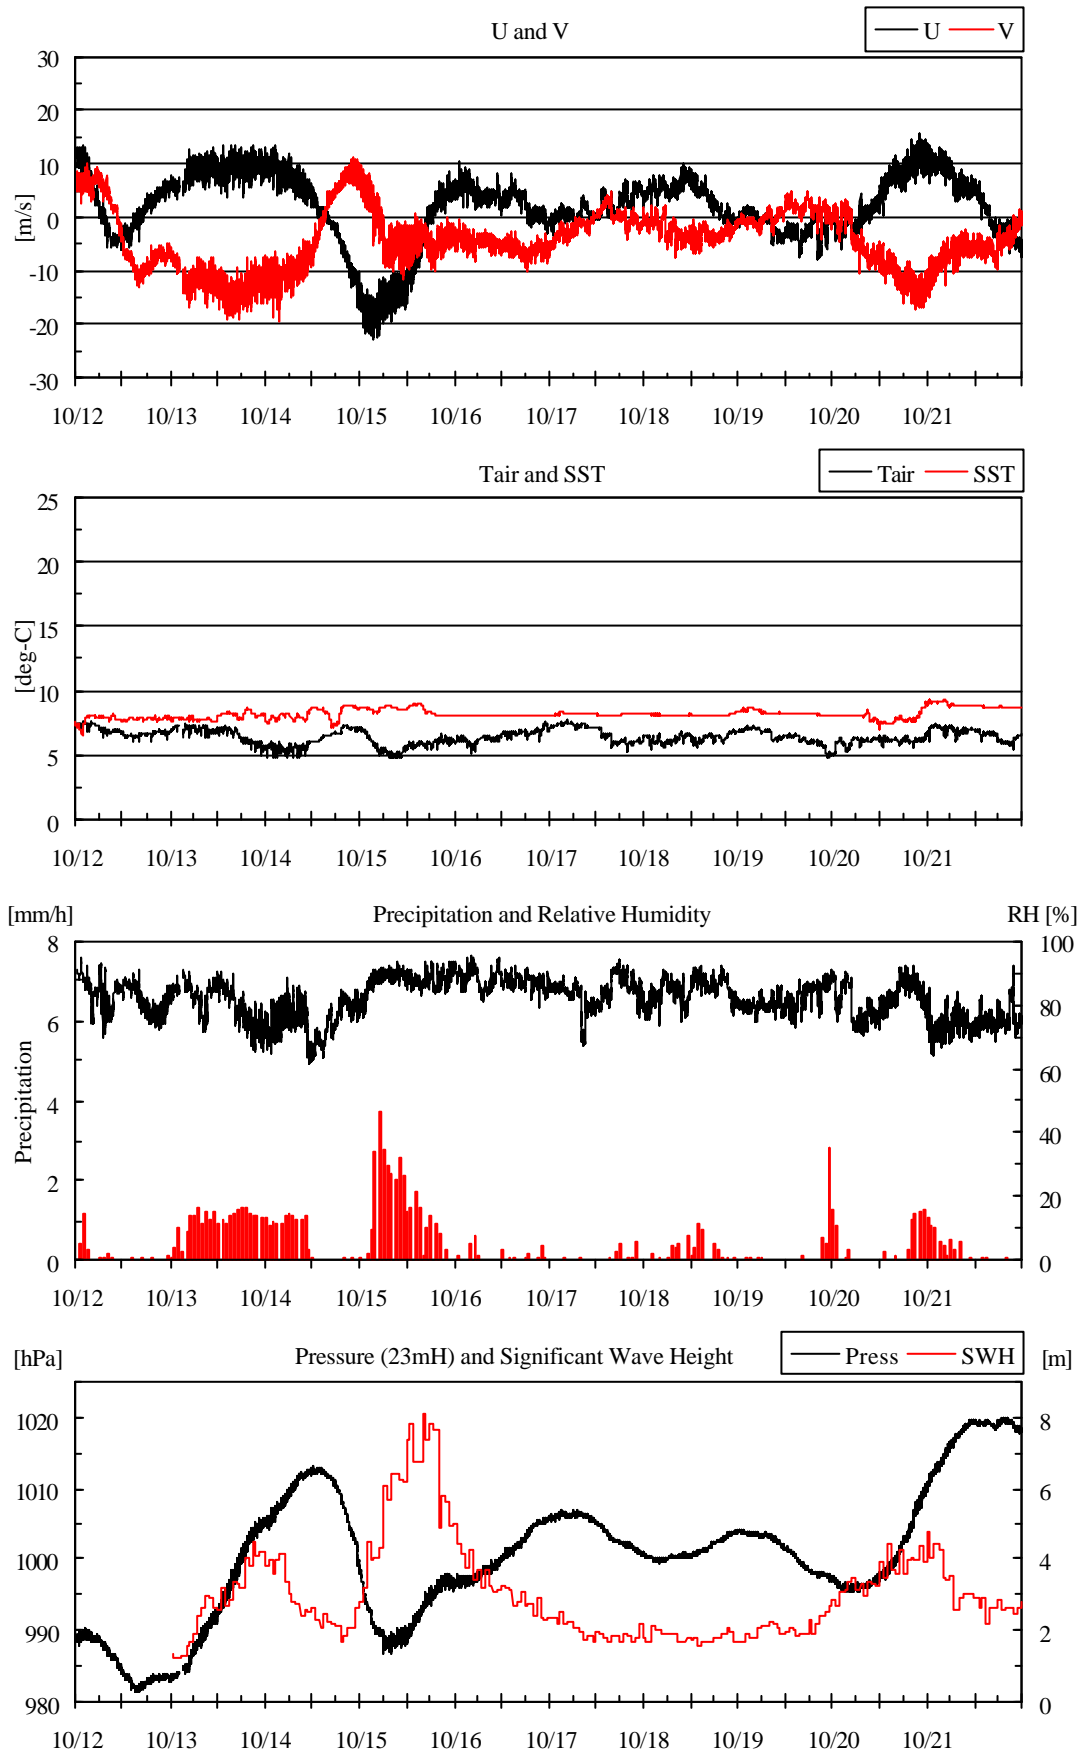 U and V
U V
30
20
10
0
-10
-20
-30
[m/s]
10/12 10/13 10/14 10/15 10/16 10/17 10/18 10/19 10/20 10/21
Tair and SST
Tair SST
25
20
15
10
5
0
[deg-C]
10/12 10/13 10/14 10/15 10/16 10/17 10/18 10/19 10/20 10/21
[mm/h] Precipitation and Relative Humidity RH [%]
8 100
6 80
60
4
40
2 20
0 0
Precipitation
10/12 10/13 10/14 10/15 10/16 10/17 10/18 10/19 10/20 10/21
[hPa] Pressure (23mH) and Significant Wave Height Press SWH [m]
1020 8
1010 6
1000 4
990 2
980 0
10/12 10/13 10/14 10/15 10/16 10/17 10/18 10/19 10/20 10/21